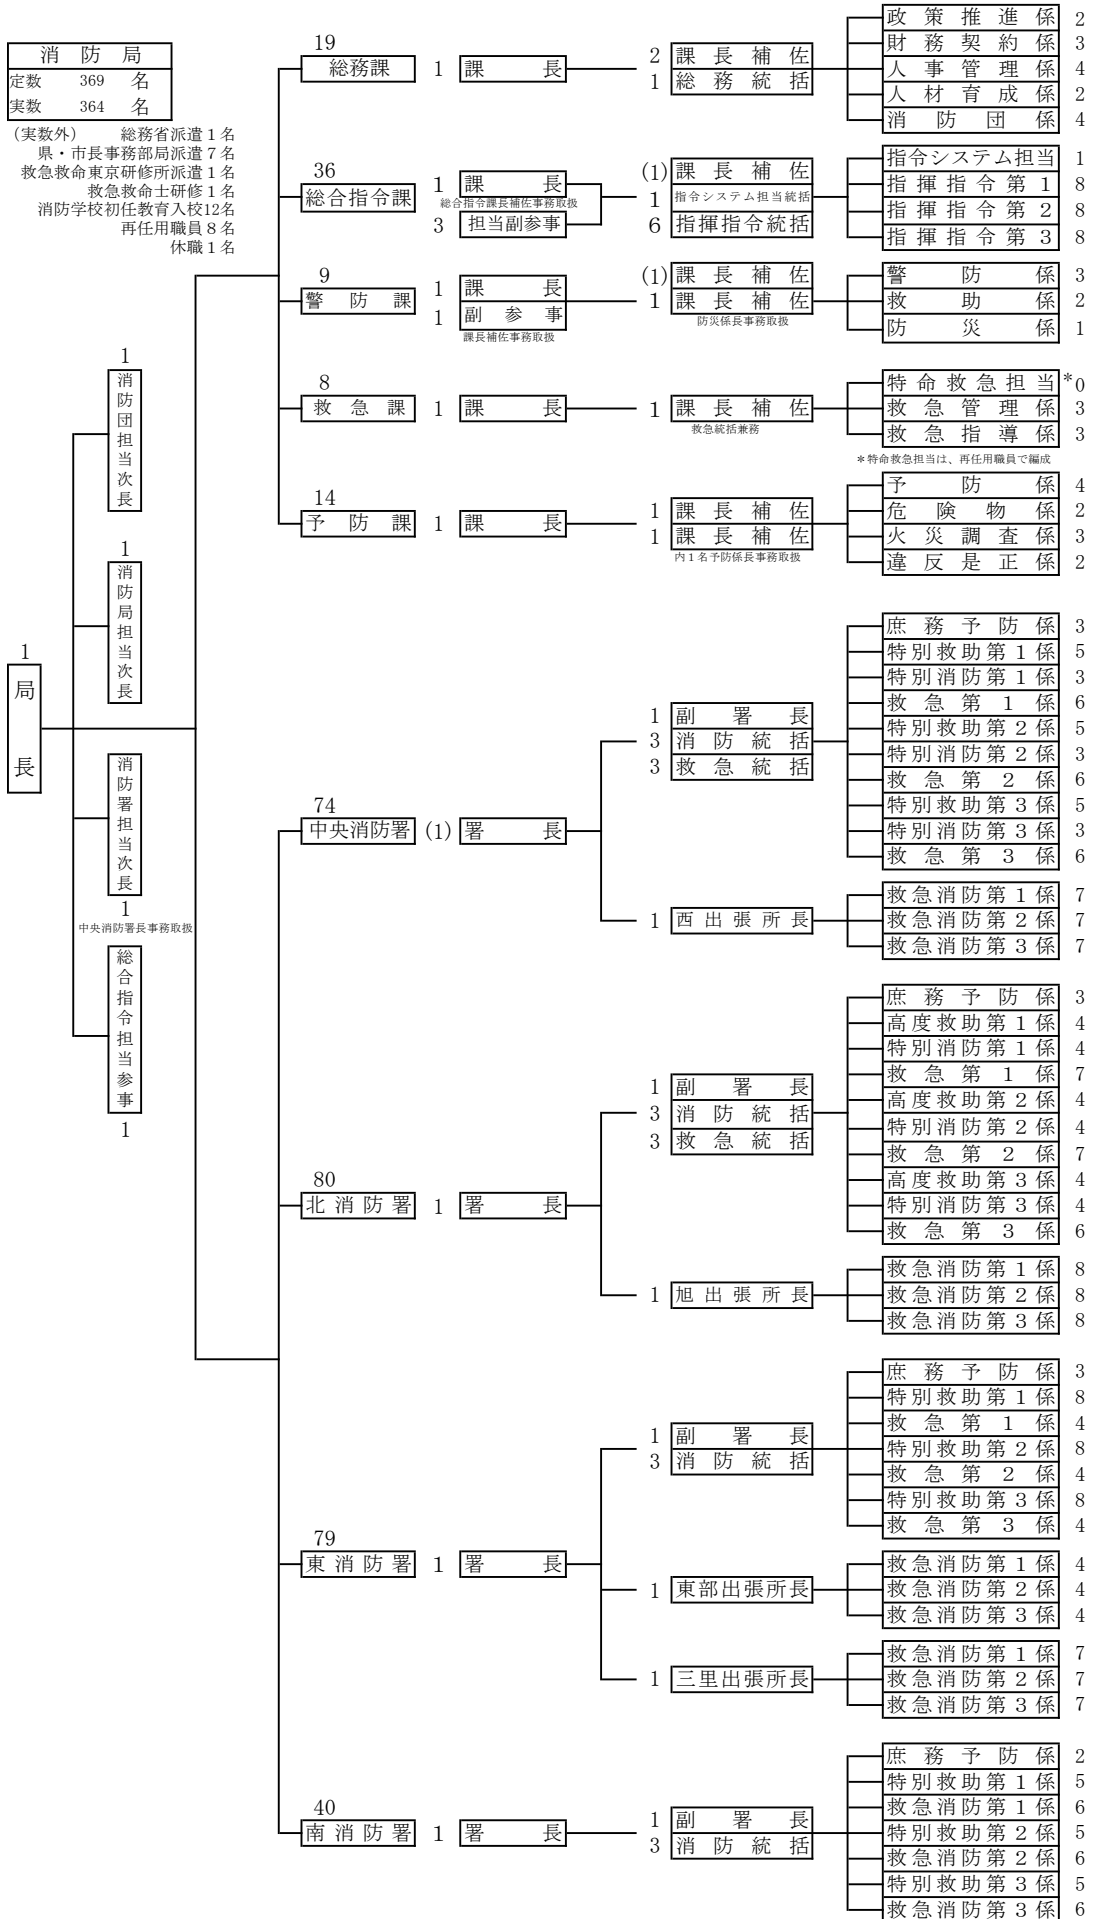 消防局
定数 369 名
実数 364 名
(実数外) 総務省派遣1名
県・市長事務部局派遣7名
救急救命東京研修所派遣1名
救急救命士研修1名
消防学校初任教育入校12名
再任用職員8名
休職1名
1
局長
1
消防団担当次長
1
消防局担当次長
消防署担当次長
1
中央消防署長事務取扱
総合指令担当参事
1
19
総務課 1 課長
2 課長補佐
1 総務統括
政策推進係 2
財務契約係 3
人事管理係 4
人材育成係 2
消防団係 4
36
総合指令課
1 課長
総合指令課長補佐事務取扱
3 担当副参事
(1) 課長補佐
1 指令システム担当統括
6 指揮指令統括
指令システム担当 1
指揮指令第1 8
指揮指令第2 8
指揮指令第3 8
9
警防課
1 課長
1 副参事
課長補佐事務取扱
(1) 課長補佐
1 課長補佐
防災係長事務取扱
警防係 3
救助係 2
防災係 1
8
救急課 1 課長
1 課長補佐
救急統括兼務
特命救急担当 *0
救急管理係 3
救急指導係 3
*特命救急担当は、再任用職員で編成
14
予防課 1 課長
1 課長補佐
1 課長補佐
内1名予防係長事務取扱
予防係 4
危険物係 2
火災調査係 3
違反是正係 2
74
中央消防署 (1) 署長
1 副署長
3 消防統括
3 救急統括
庶務予防係 3
特別救助第1係 5
特別消防第1係 3
救急第1係 6
特別救助第2係 5
特別消防第2係 3
救急第2係 6
特別救助第3係 5
特別消防第3係 3
救急第3係 6
1 西出張所長
救急消防第1係 7
救急消防第2係 7
救急消防第3係 7
80
北消防署 1 署長
1 副署長
3 消防統括
3 救急統括
庶務予防係 3
高度救助第1係 4
特別消防第1係 4
救急第1係 7
高度救助第2係 4
特別消防第2係 4
救急第2係 7
高度救助第3係 4
特別消防第3係 4
救急第3係 6
1 旭出張所長
救急消防第1係 8
救急消防第2係 8
救急消防第3係 8
79
東消防署 1 署長
1 副署長
3 消防統括
庶務予防係 3
特別救助第1係 8
救急第1係 4
特別救助第2係 8
救急第2係 4
特別救助第3係 8
救急第3係 4
1 東部出張所長
救急消防第1係 4
救急消防第2係 4
救急消防第3係 4
1 三里出張所長
救急消防第1係 7
救急消防第2係 7
救急消防第3係 7
40
南消防署 1 署長
1 副署長
3 消防統括
庶務予防係 2
特別救助第1係 5
救急消防第1係 6
特別救助第2係 5
救急消防第2係 6
特別救助第3係 5
救急消防第3係 6